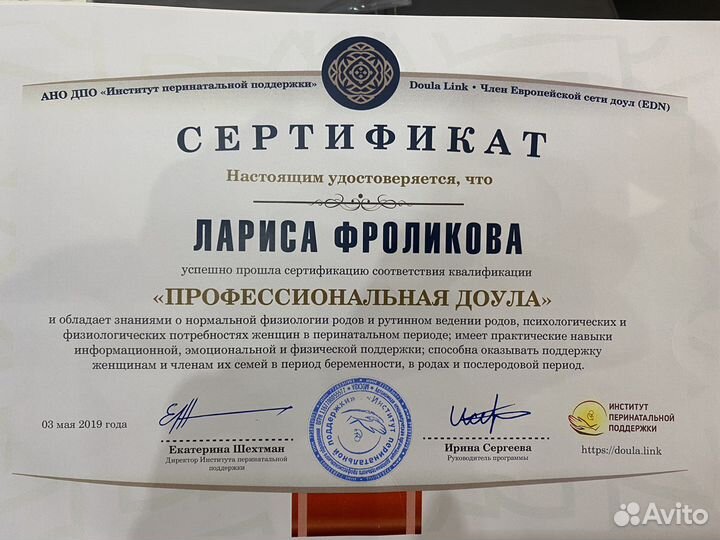 АНО ДПО «Институт перинатальной поддержки»
Doula Link • Член Европейской сети доул (EDN)
СЕРТИФИКАТ
Настоящим удостоверяется, что
ЛАРИСА ФРОЛИКОВА
успешно прошла сертификацию соответствия квалификации
«ПРОФЕССИОНАЛЬНАЯ ДОУЛА»
и обладает знаниями о нормальной физиологии родов и рутинном ведении родов, психологических и
физиологических потребностях женщин в перинатальном периоде; имеет практические навыки
информационной, эмоциональной и физической поддержки; способна оказывать поддержку
женщинам и членам их семей в период беременности, в родах и послеродовой период.
03 мая 2019 года
Екатерина Шехтман
Директор Института перинатальной
поддержки
«Институт
перинатальной
поддержки»
МОСКВА
Ирина Сергеева
Руководитель программы
ИНСТИТУТ
ПЕРИНАТАЛЬНОЙ
ПОДДЕРЖКИ
https://doula.link
Avito